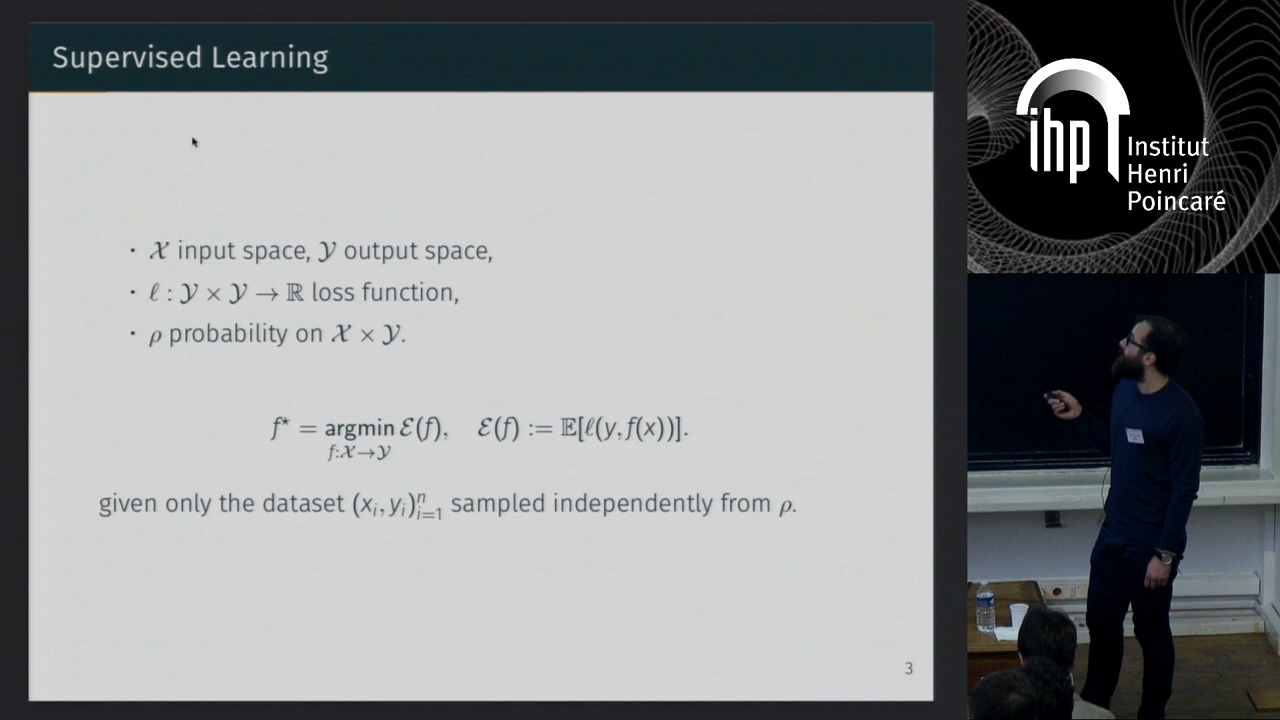 Supervised Learning
· 𝒳 input space, 𝒴 output space,
· ℓ : 𝒴 × 𝒴 → ℝ loss function,
· ρ probability on 𝒳 × 𝒴.
f⋆ = argmin ℰ(f), ℰ(f) := 𝔼[ℓ(y, f(x))].
f:𝒳→𝒴
given only the dataset (xᵢ, yᵢ)ⁿᵢ₌₁ sampled independently from ρ.
3
ihp
Institut
Henri
Poincaré